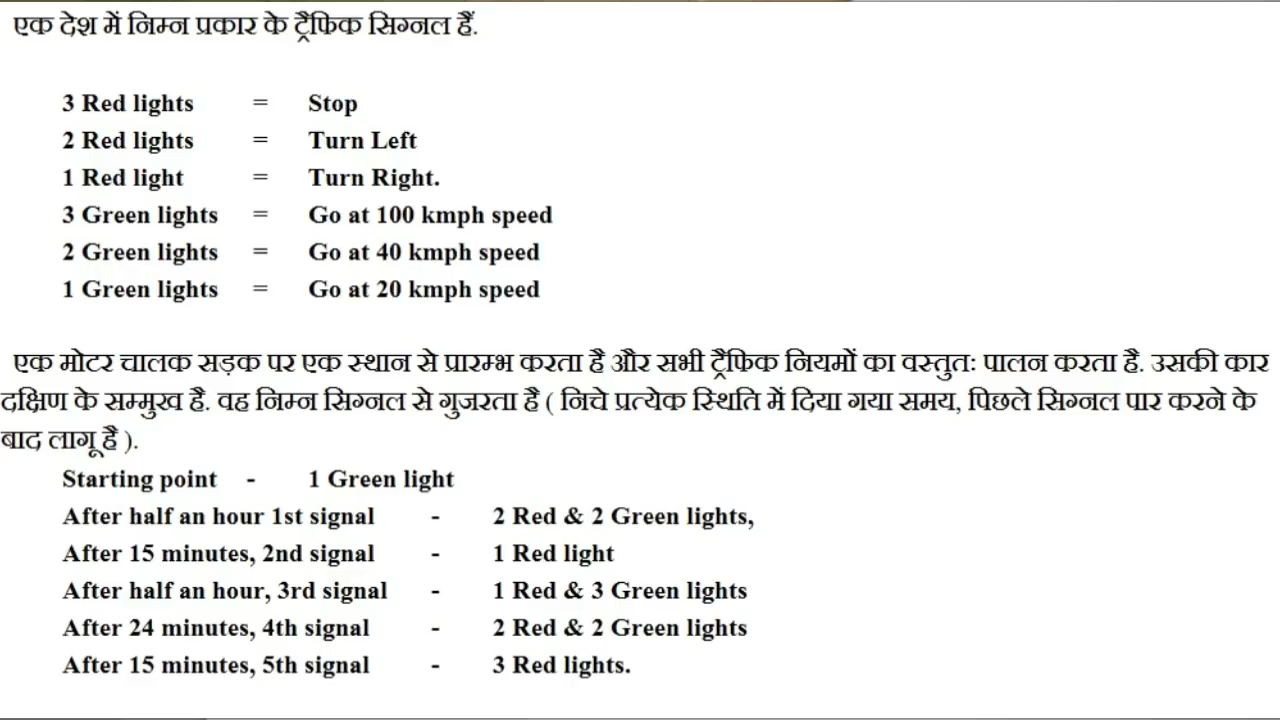 एक देश में निम्न प्रकार के ट्रैफिक सिग्नल हैं.
3 Red lights = Stop
2 Red lights = Turn Left
1 Red light = Turn Right.
3 Green lights = Go at 100 kmph speed
2 Green lights = Go at 40 kmph speed
1 Green lights = Go at 20 kmph speed
एक मोटर चालक सड़क पर एक स्थान से प्रारम्भ करता है और सभी ट्रैफिक नियमों का वस्तुतः पालन करता है. उसकी कार
दक्षिण के सम्मुख है. वह निम्न सिग्नल से गुजरता है ( निचे प्रत्येक स्थिति में दिया गया समय, पिछले सिग्नल पार करने के
बाद लागू है ).
Starting point - 1 Green light
After half an hour 1st signal - 2 Red & 2 Green lights,
After 15 minutes, 2nd signal - 1 Red light
After half an hour, 3rd signal - 1 Red & 3 Green lights
After 24 minutes, 4th signal - 2 Red & 2 Green lights
After 15 minutes, 5th signal - 3 Red lights.